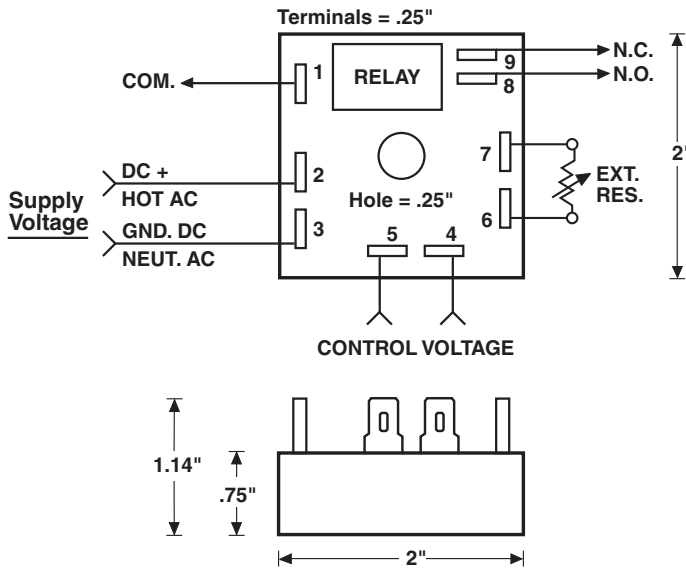 Terminals = .25"
COM.
1
RELAY
9
N.C.
8
N.O.
2"
DC +
HOT AC
2
7
EXT.
RES.
Supply
Voltage
Hole = .25"
GND. DC
NEUT. AC
3
6
5
4
CONTROL VOLTAGE
1.14"
.75"
2"